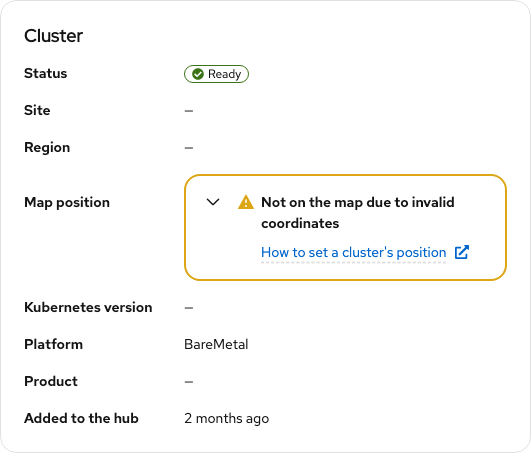 Cluster
Status Ready
Site –
Region –
Map position Not on the map due to invalid
coordinates
How to set a cluster's position
Kubernetes version –
Platform BareMetal
Product –
Added to the hub 2 months ago